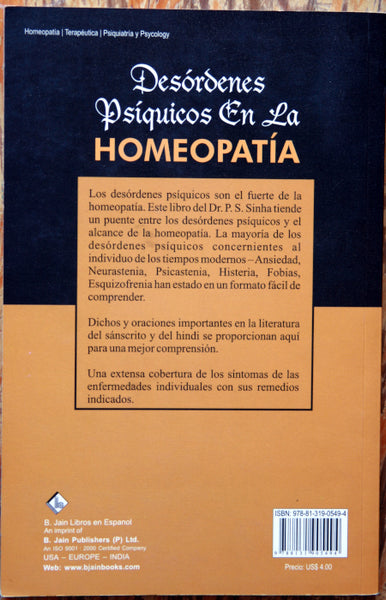 Homeopatía | Terapéutica | Psiquiatría y Psycology
Desórdenes
Psíquicos En La
HOMEOPATÍA
Los desórdenes psíquicos son el fuerte de la
homeopatía. Este libro del Dr. P. S. Sinha tiende
un puente entre los desórdenes psíquicos y el
alcance de la homeopatía. La mayoría de los
desórdenes psíquicos concernientes al
individuo de los tiempos modernos – Ansiedad,
Neurastenia, Psicastenia, Histeria, Fobias,
Esquizofrenia han estado en un formato fácil de
comprender.
Dichos y oraciones importantes en la literatura
del sánscrito y del hindi se proporcionan aquí
para una mejor comprensión.
Una extensa cobertura de los síntomas de las
enfermedades individuales con sus remedios
indicados.
B. Jain Libros en Espanol
An imprint of
B. Jain Publishers (P) Ltd.
An ISO 9001 : 2000 Certified Company
USA – EUROPE – INDIA
Web: www.bjainbooks.com
ISBN: 978-81-319-0549-4
9 788131 905494
Precio: US$ 4.00